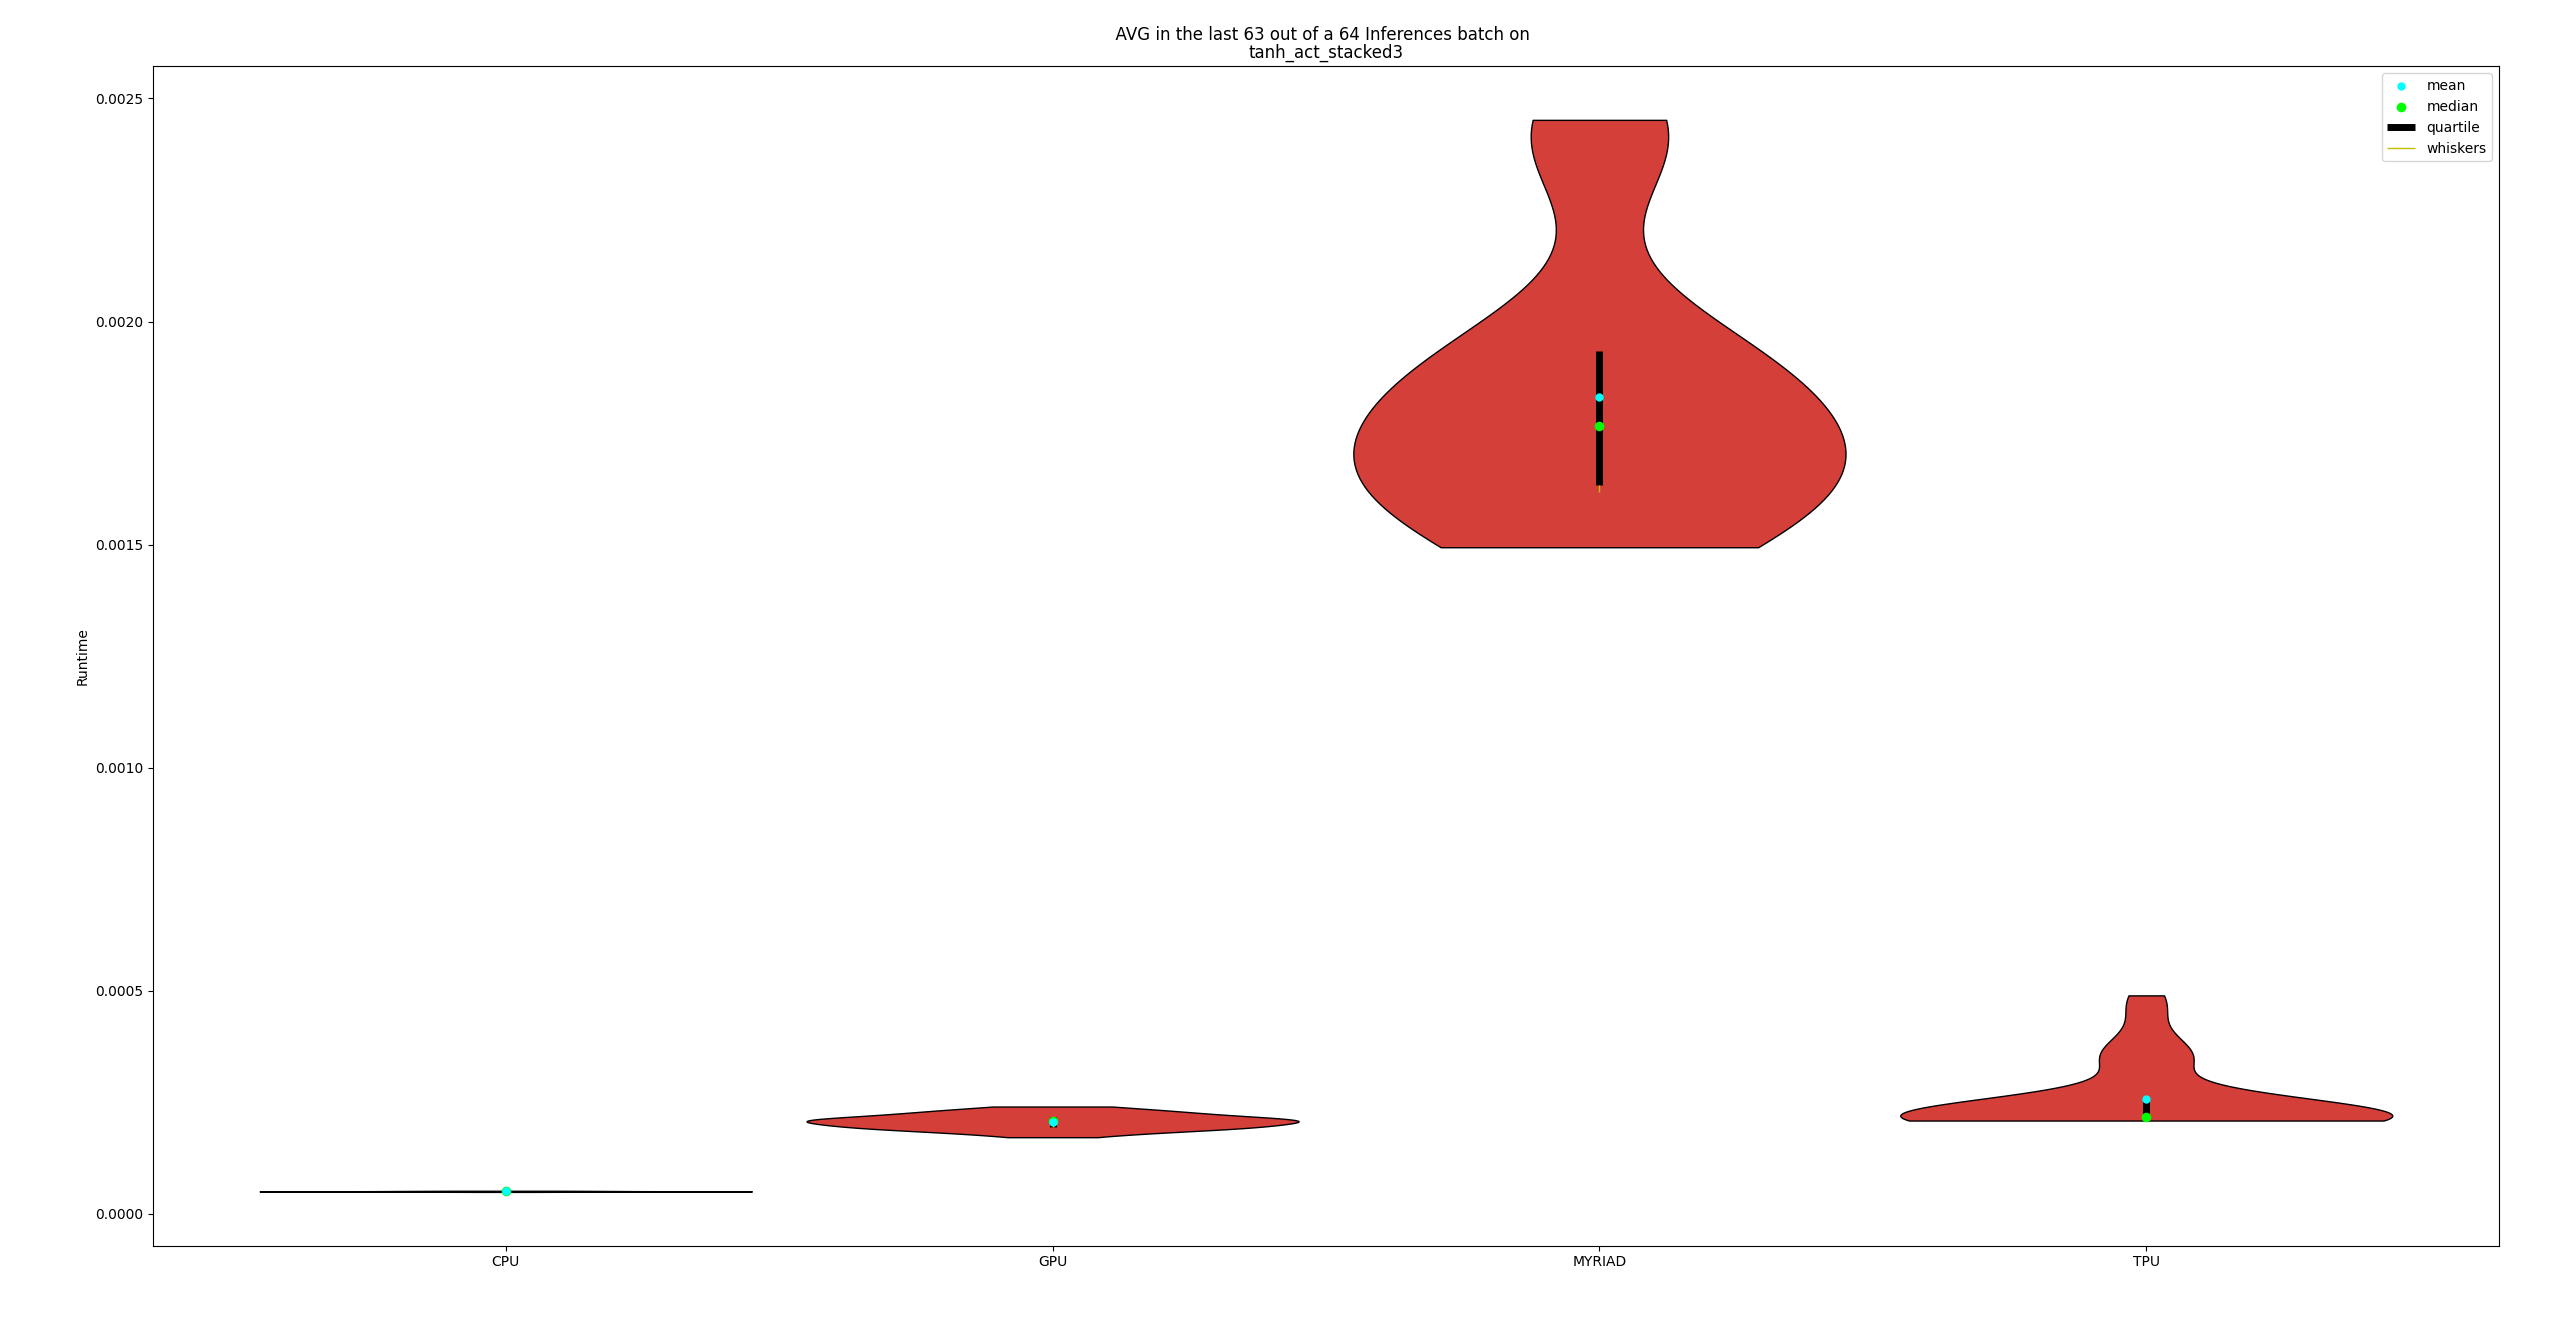 AVG in the last 63 out of a 64 Inferences batch on
tanh_act_stacked3
mean
median
quartile
whiskers
0.0025
0.0020
0.0015
0.0010
0.0005
0.0000
Runtime
CPU
GPU
MYRIAD
TPU